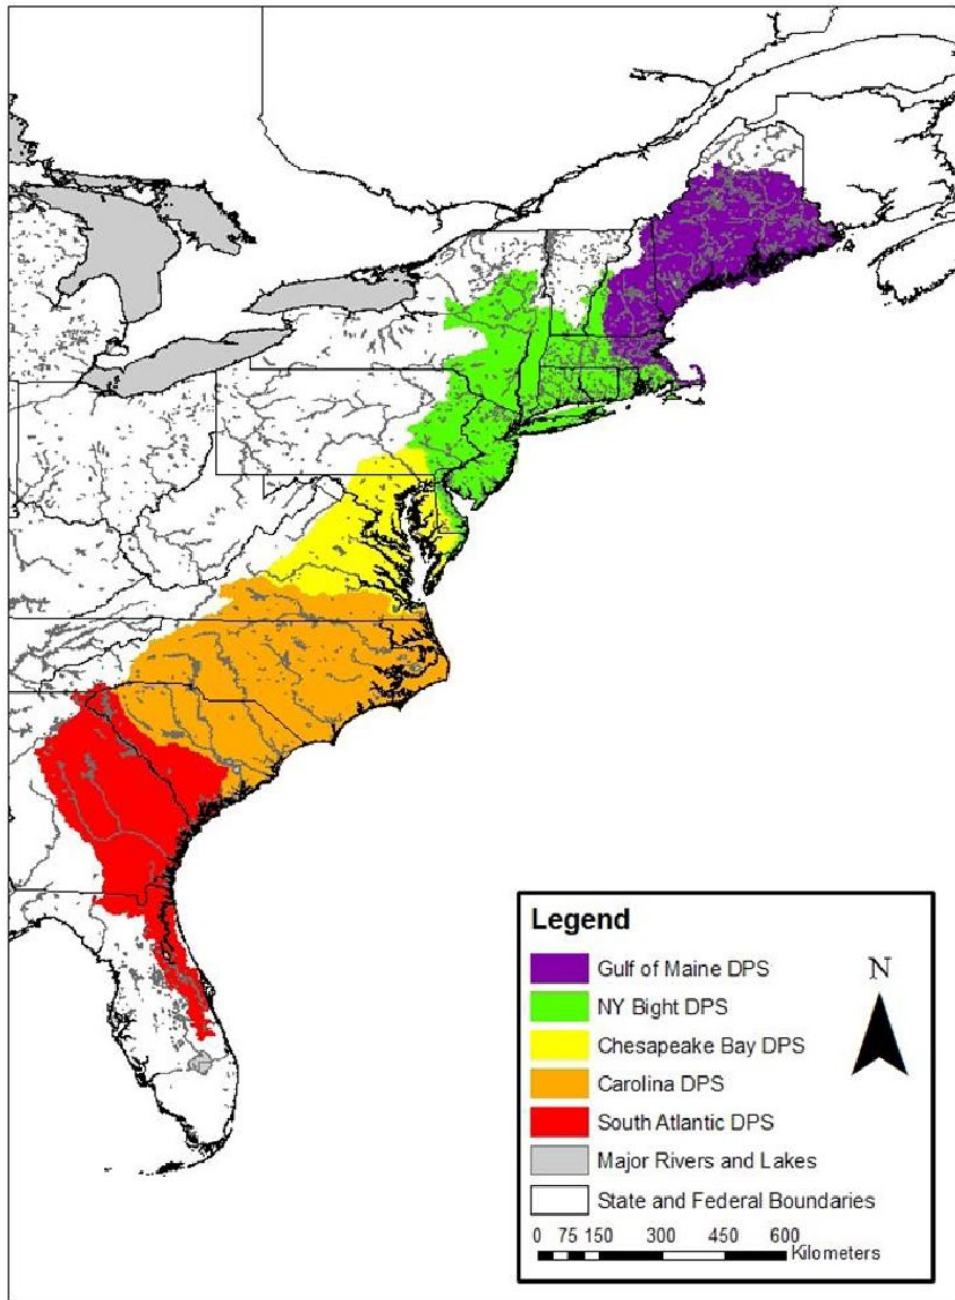 Legend
Gulf of Maine DPS
N
NY Bight DPS
Chesapeake Bay DPS
Carolina DPS
South Atlantic DPS
Major Rivers and Lakes
State and Federal Boundaries
0 75 150 300 450 600
Kilometers